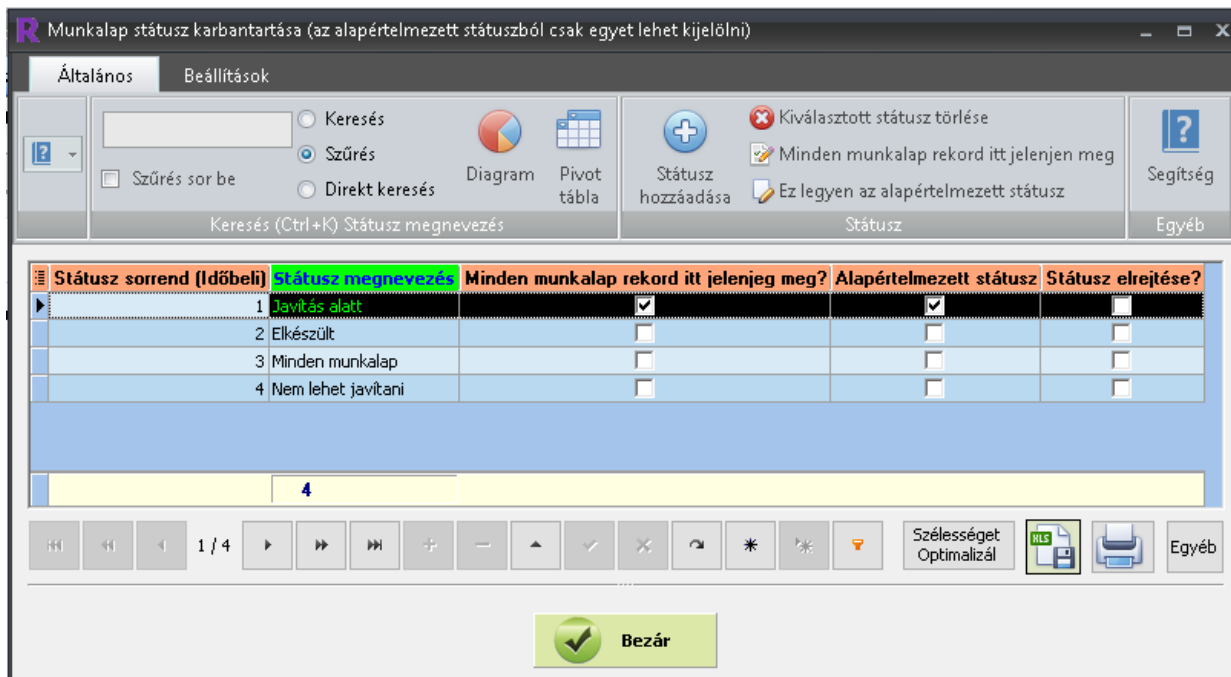 Munkalap státusz karbantartása (az alapértelmezett státuszból csak egyet lehet kijelölni)
Általános Beállítások
Keresés
Szűrés
Direkt keresés
Szűrés sor be
Diagram
Pivot tábla
Keresés (Ctrl+K) Státusz megnevezés
Státusz hozzáadása
Kiválasztott státusz törlése
Minden munkalap rekord itt jelenjen meg
Ez legyen az alapértelmezett státusz
Státusz
Segítség
Egyéb
Státusz sorrend (Időbeli) Státusz megnevezés Minden munkalap rekord itt jelenjeg meg? Alapértelmezett státusz Státusz elrejtése?
1 Javítás alatt
2 Elkészült
3 Minden munkalap
4 Nem lehet javítani
4
1 / 4
Szélességet
Optimalizál
XLS
Egyéb
Bezár